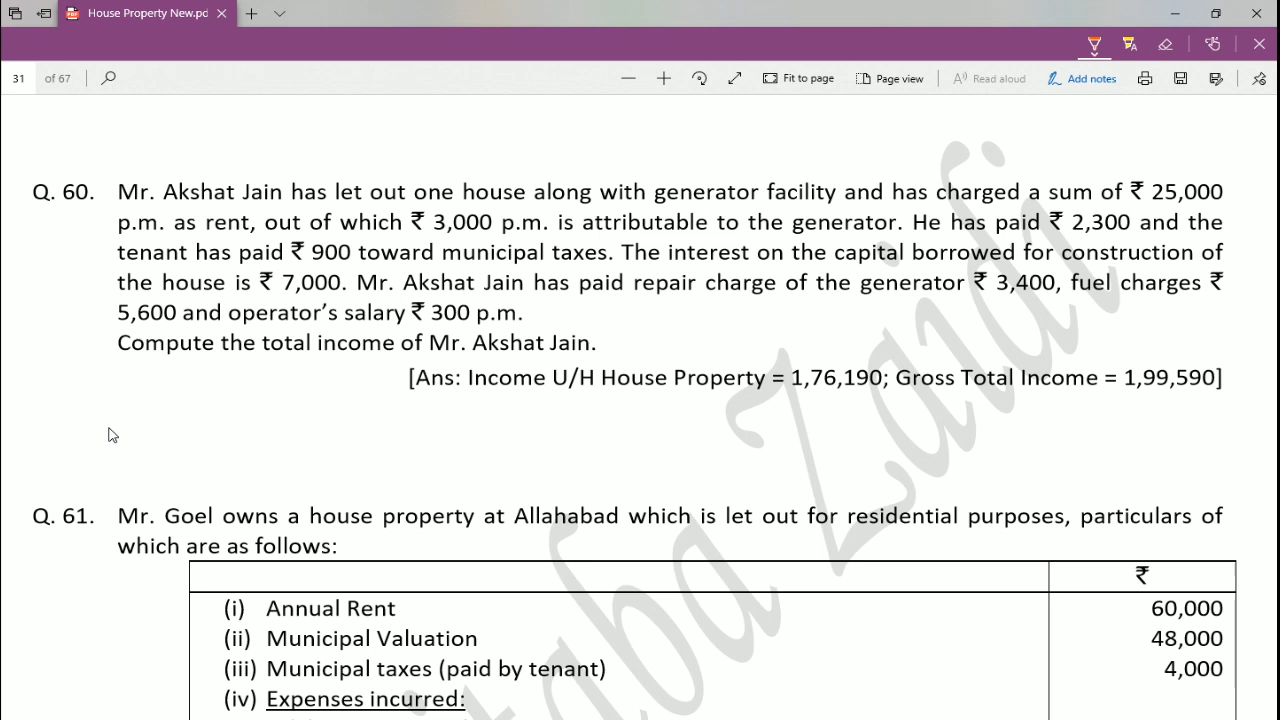 House Property New.pd
31 of 67
Fit to page
Page view
Read aloud
Add notes
Q. 60. Mr. Akshat Jain has let out one house along with generator facility and has charged a sum of ₹ 25,000
p.m. as rent, out of which ₹ 3,000 p.m. is attributable to the generator. He has paid ₹ 2,300 and the
tenant has paid ₹ 900 toward municipal taxes. The interest on the capital borrowed for construction of
the house is ₹ 7,000. Mr. Akshat Jain has paid repair charge of the generator ₹ 3,400, fuel charges ₹
5,600 and operator’s salary ₹ 300 p.m.
Compute the total income of Mr. Akshat Jain.
[Ans: Income U/H House Property = 1,76,190; Gross Total Income = 1,99,590]
Q. 61. Mr. Goel owns a house property at Allahabad which is let out for residential purposes, particulars of
which are as follows:
₹
(i) Annual Rent 60,000
(ii) Municipal Valuation 48,000
(iii) Municipal taxes (paid by tenant) 4,000
(iv) Expenses incurred:
Zaidi